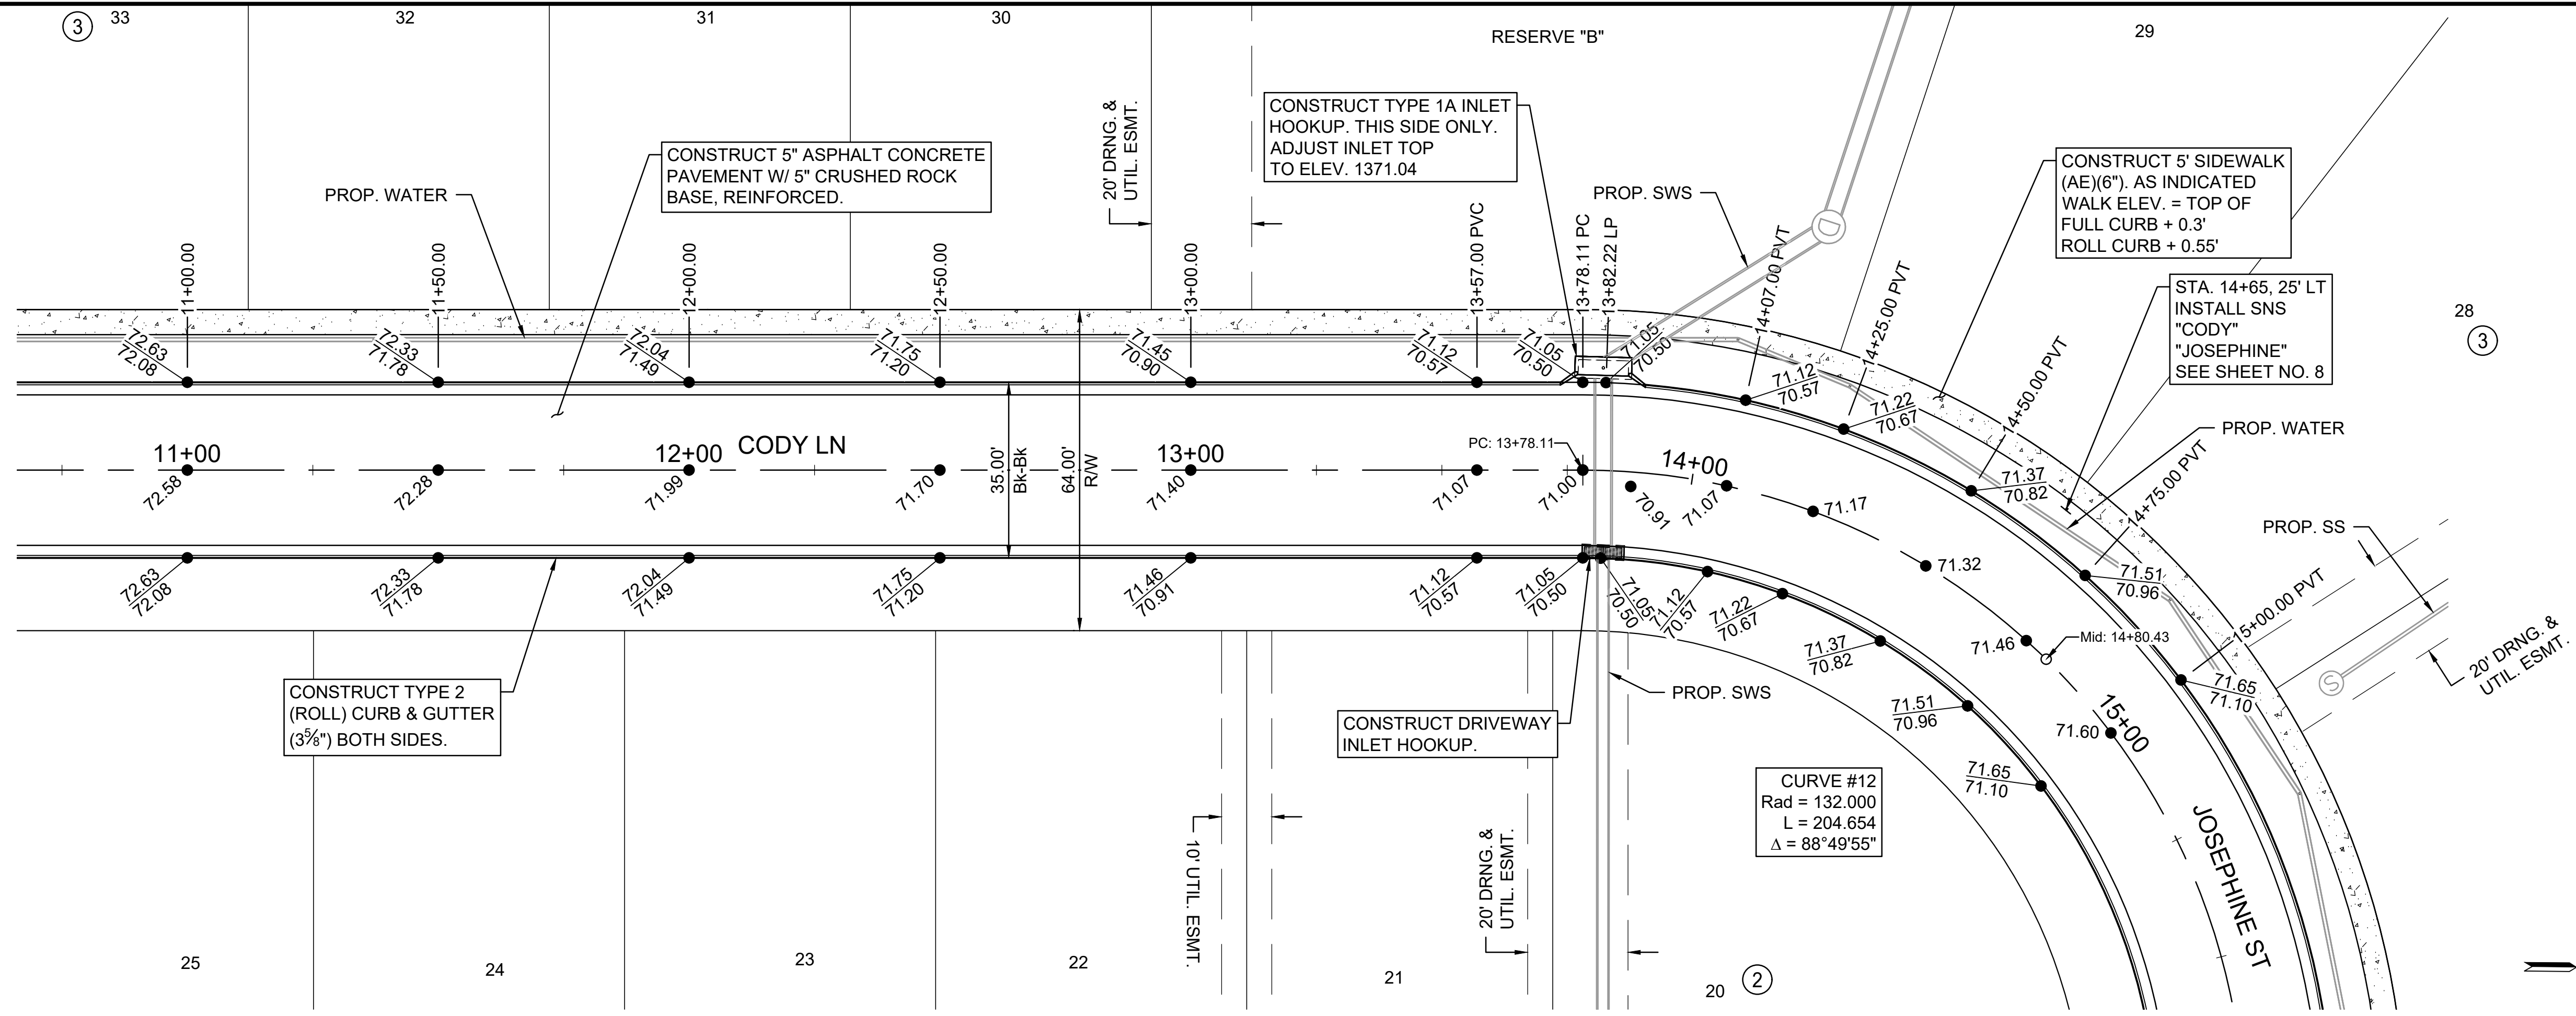 3
33
32
31
30
RESERVE "B"
29
28
3
20' DRNG. &
UTIL. ESMT.
CONSTRUCT TYPE 1A INLET
HOOKUP. THIS SIDE ONLY.
ADJUST INLET TOP
TO ELEV. 1371.04
CONSTRUCT 5" ASPHALT CONCRETE
PAVEMENT W/ 5" CRUSHED ROCK
BASE, REINFORCED.
PROP. WATER
PROP. SWS
D
CONSTRUCT 5' SIDEWALK
(AE)(6"). AS INDICATED
WALK ELEV. = TOP OF
FULL CURB + 0.3'
ROLL CURB + 0.55'
STA. 14+65, 25' LT
INSTALL SNS
"CODY"
"JOSEPHINE"
SEE SHEET NO. 8
PROP. WATER
PROP. SS
S
20' DRNG. &
UTIL. ESMT.
11+00.00
11+50.00
12+00.00
12+50.00
13+00.00
13+57.00 PVC
13+78.11 PC
13+82.22 LP
14+07.00 PVT
14+25.00 PVT
14+50.00 PVT
14+75.00 PVT
15+00.00 PVT
72.63
72.08
72.33
71.78
72.04
71.49
71.75
71.20
71.45
70.90
71.12
70.57
71.05
70.50
71.05
70.50
71.12
70.57
71.22
70.67
71.37
70.82
71.51
70.96
71.65
71.10
11+00
12+00
CODY LN
13+00
PC: 13+78.11
14+00
15+00
JOSEPHINE ST
35.00'
Bk-Bk
64.00'
R/W
72.58
72.28
71.99
71.70
71.40
71.07
71.00
70.91
71.07
71.17
71.32
71.46
Mid: 14+80.43
71.60
72.63
72.08
72.33
71.78
72.04
71.49
71.75
71.20
71.46
70.91
71.12
70.57
71.05
70.50
71.05
70.50
71.12
70.57
71.22
70.67
71.37
70.82
71.51
70.96
71.65
71.10
CONSTRUCT TYPE 2
(ROLL) CURB & GUTTER
(3⅝") BOTH SIDES.
PROP. SWS
CONSTRUCT DRIVEWAY
INLET HOOKUP.
CURVE #12
Rad = 132.000
L = 204.654
Δ = 88°49'55"
10' UTIL. ESMT.
20' DRNG. &
UTIL. ESMT.
25
24
23
22
21
20
2